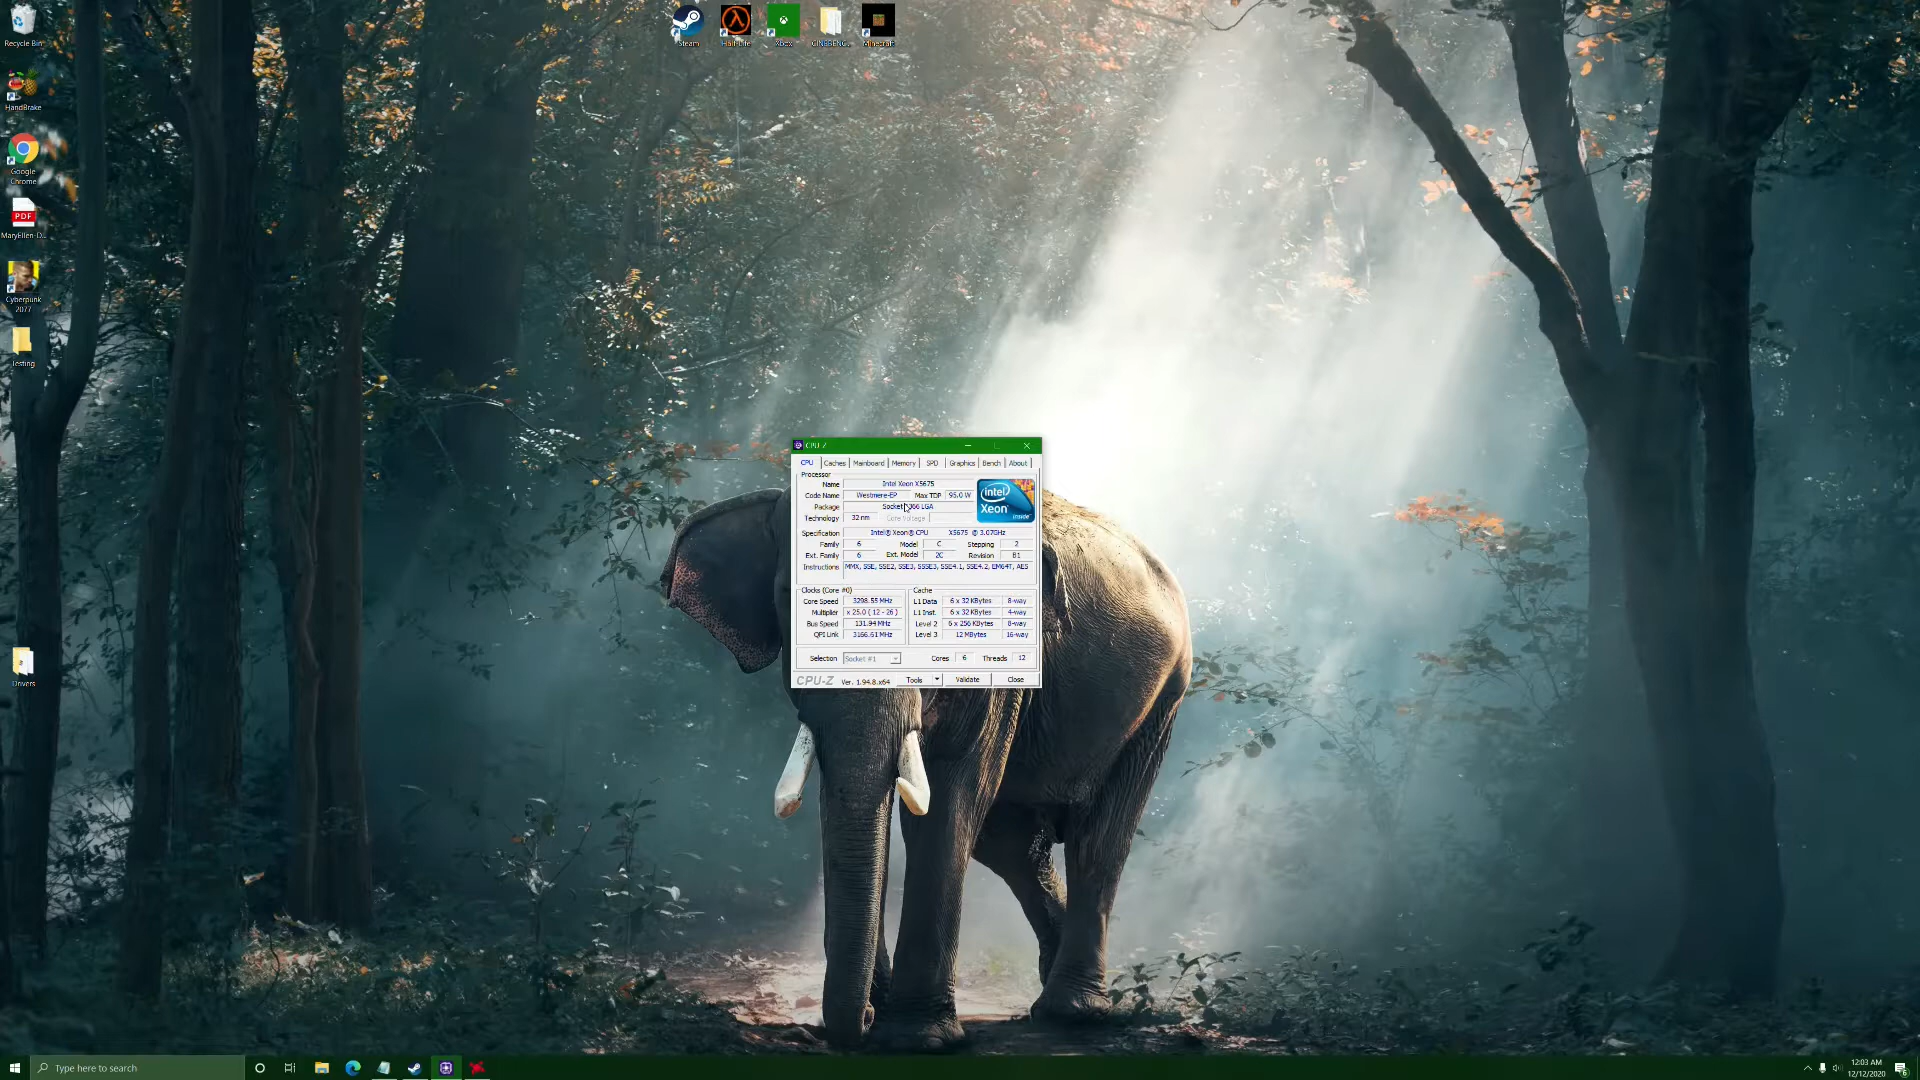 Recycle Bin
HandBrake
Google
Chrome
PDF
MaryEllen-D...
Cyberpunk
2077
Testing
Drivers
Steam
Half-Life
Xbox
CINEBENC...
Minecraft
CPU-Z
CPU Caches Mainboard Memory SPD Graphics Bench About
Processor
Name Intel Xeon X5675
Code Name Westmere-EP Max TDP 95.0 W
Package Socket 1366 LGA
Technology 32 nm Core Voltage
intel
Xeon
inside
Specification Intel® Xeon® CPU X5675 @ 3.07GHz
Family 6 Model C Stepping 2
Ext. Family 6 Ext. Model 2C Revision B1
Instructions MMX, SSE, SSE2, SSE3, SSSE3, SSE4.1, SSE4.2, EM64T, AES
Clocks (Core #0)
Core Speed 3298.55 MHz
Multiplier x 25.0 ( 12 - 26 )
Bus Speed 131.94 MHz
QPI Link 3166.61 MHz
Cache
L1 Data 6 x 32 KBytes 8-way
L1 Inst. 6 x 32 KBytes 4-way
Level 2 6 x 256 KBytes 8-way
Level 3 12 MBytes 16-way
Selection Socket #1 Cores 6 Threads 12
CPU-Z Ver. 1.94.8.x64 Tools Validate Close
Type here to search
12:03 AM
12/12/2020
6